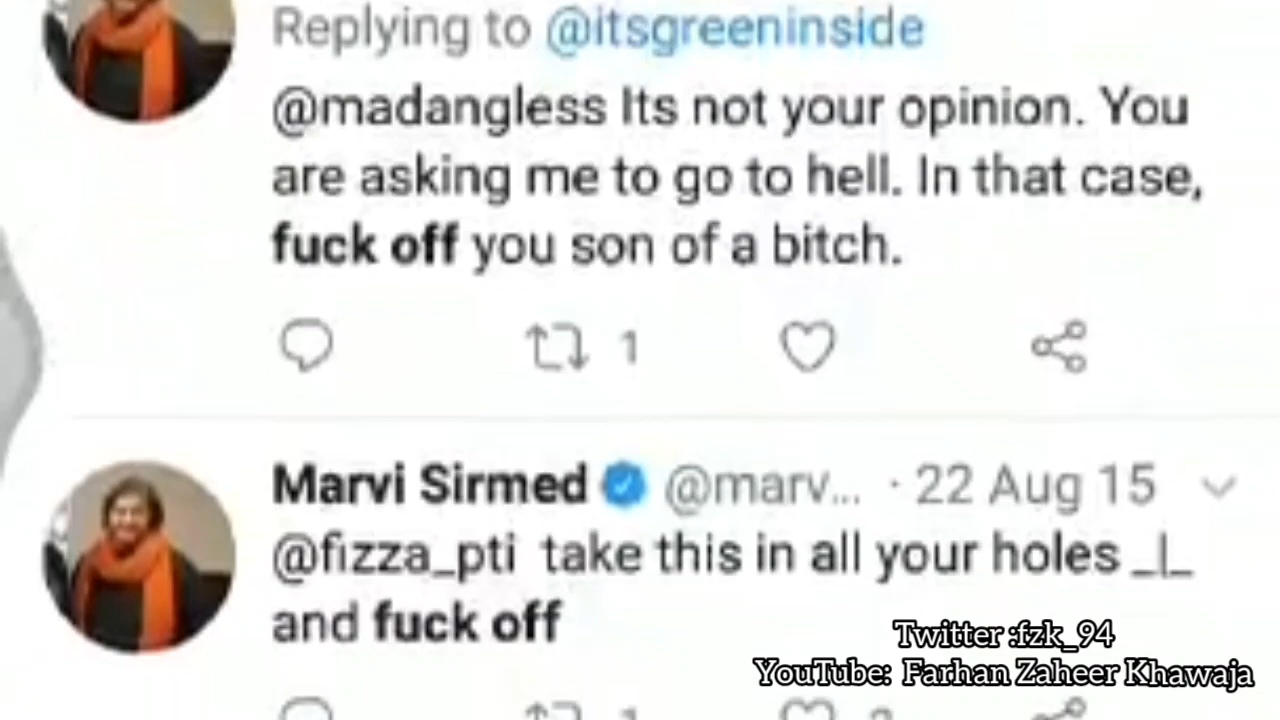 Replying to @itsgreeninside
@madangless Its not your opinion. You
are asking me to go to hell. In that case,
fuck off you son of a bitch.
1
Marvi Sirmed @marv... · 22 Aug 15
@fizza_pti take this in all your holes _|_
and fuck off
Twitter :fzk_94
YouTube: Farhan Zaheer Khawaja